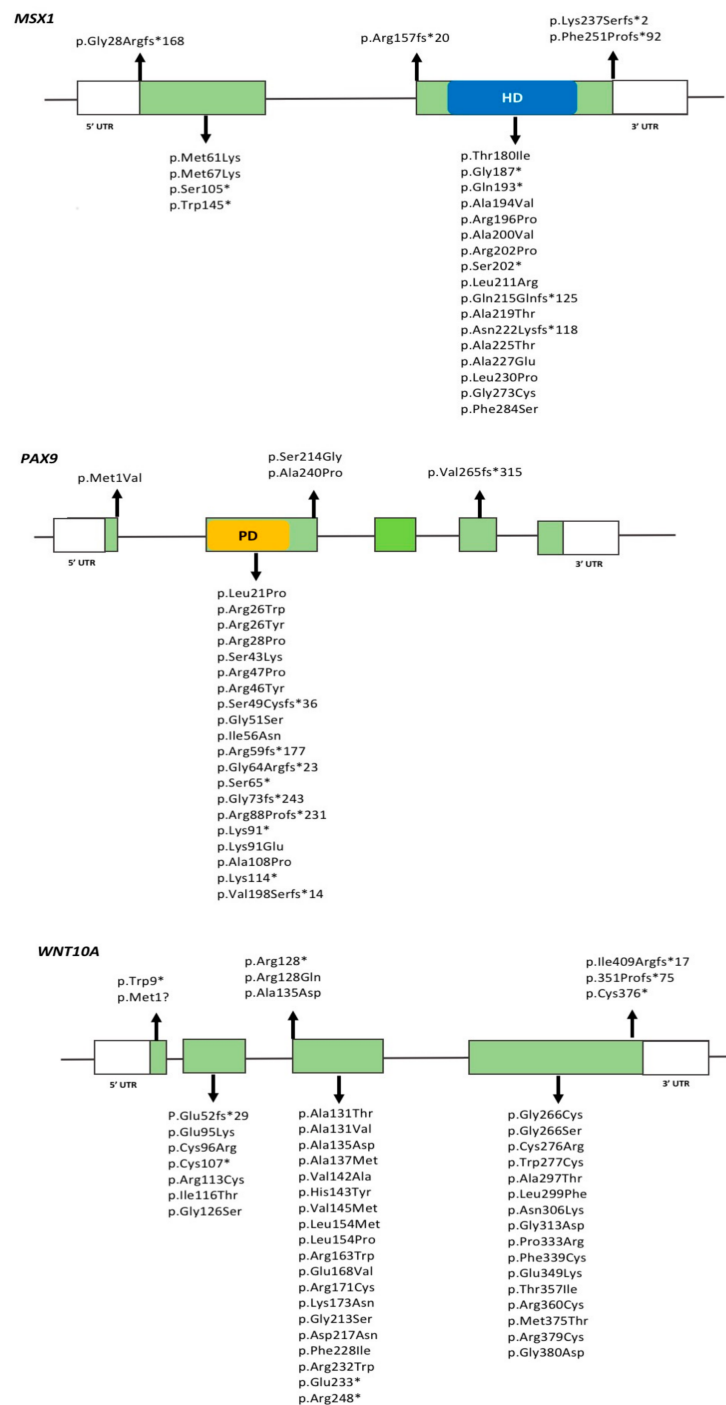 MSX1
p.Gly28Argfs*168
p.Arg157fs*20
p.Lys237Serfs*2
p.Phe251Profs*92
HD
5' UTR
3' UTR
p.Met61Lys
p.Met67Lys
p.Ser105*
p.Trp145*
p.Thr180Ile
p.Gly187*
p.Gln193*
p.Ala194Val
p.Arg196Pro
p.Ala200Val
p.Arg202Pro
p.Ser202*
p.Leu211Arg
p.Gln215Glnfs*125
p.Ala219Thr
p.Asn222Lysfs*118
p.Ala225Thr
p.Ala227Glu
p.Leu230Pro
p.Gly273Cys
p.Phe284Ser
PAX9
p.Met1Val
p.Ser214Gly
p.Ala240Pro
p.Val265fs*315
PD
5' UTR
3' UTR
p.Leu21Pro
p.Arg26Trp
p.Arg26Tyr
p.Arg28Pro
p.Ser43Lys
p.Arg47Pro
p.Arg46Tyr
p.Ser49Cysfs*36
p.Gly51Ser
p.Ile56Asn
p.Arg59fs*177
p.Gly64Argfs*23
p.Ser65*
p.Gly73fs*243
p.Arg88Profs*231
p.Lys91*
p.Lys91Glu
p.Ala108Pro
p.Lys114*
p.Val198Serfs*14
WNT10A
p.Trp9*
p.Met1?
p.Arg128*
p.Arg128Gln
p.Ala135Asp
p.Ile409Argfs*17
p.351Profs*75
p.Cys376*
5' UTR
3' UTR
P.Glu52fs*29
p.Glu95Lys
p.Cys96Arg
p.Cys107*
p.Arg113Cys
p.Ile116Thr
p.Gly126Ser
p.Ala131Thr
p.Ala131Val
p.Ala135Asp
p.Ala137Met
p.Val142Ala
p.His143Tyr
p.Val145Met
p.Leu154Met
p.Leu154Pro
p.Arg163Trp
p.Glu168Val
p.Arg171Cys
p.Lys173Asn
p.Gly213Ser
p.Asp217Asn
p.Phe228Ile
p.Arg232Trp
p.Glu233*
p.Arg248*
p.Gly266Cys
p.Gly266Ser
p.Cys276Arg
p.Trp277Cys
p.Ala297Thr
p.Leu299Phe
p.Asn306Lys
p.Gly313Asp
p.Pro333Arg
p.Phe339Cys
p.Glu349Lys
p.Thr357Ile
p.Arg360Cys
p.Met375Thr
p.Arg379Cys
p.Gly380Asp